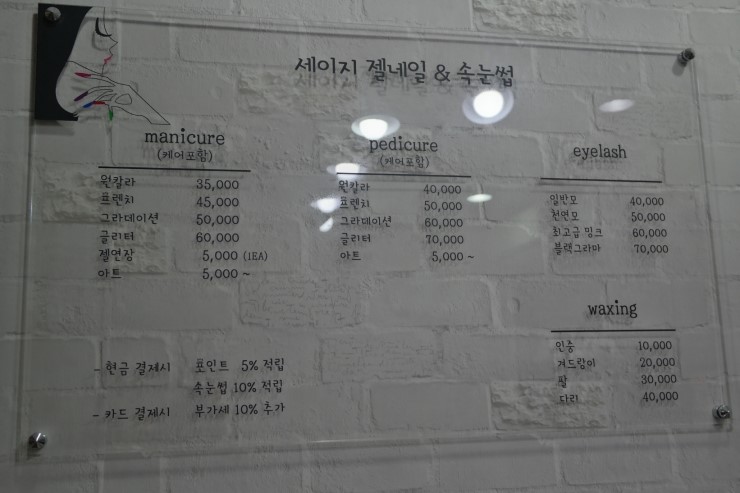 세이지 젤네일 & 속눈썹
manicure
(케어포함)
원칼라 35,000
프렌치 45,000
그라데이션 50,000
글리터 60,000
젤연장 5,000 (1EA)
아트 5,000 ~
pedicure
(케어포함)
원칼라 40,000
프렌치 50,000
그라데이션 60,000
글리터 70,000
아트 5,000 ~
eyelash
일반모 40,000
천연모 50,000
최고급 밍크 60,000
블랙그라마 70,000
waxing
인중 10,000
겨드랑이 20,000
팔 30,000
다리 40,000
- 현금 결제시 포인트 5% 적립
속눈썹 10% 적립
- 카드 결제시 부가세 10% 추가